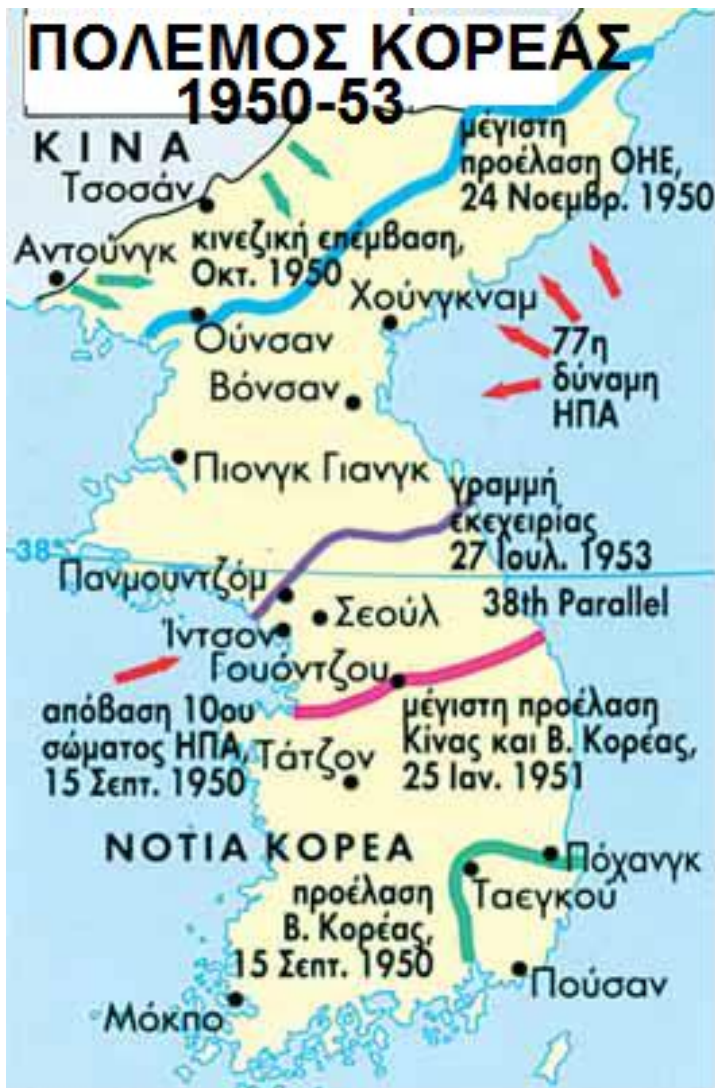 ΠΟΛΕΜΟΣ ΚΟΡΕΑΣ
1950-53
ΚΙΝΑ
Τσοσάν
Αντούνγκ
μέγιστη
προέλαση ΟΗΕ,
24 Νοεμβρ. 1950
κινεζική επέμβαση,
Οκτ. 1950
Χούνγκναμ
Ούνσαν
77η
δύναμη
ΗΠΑ
Βόνσαν
Πιονγκ Γιανγκ
γραμμή
εκεχειρίας
27 Ιουλ. 1953
38°
Πανμουντζόμ
38th Parallel
Σεούλ
Ίντσον
Γουόντζου
απόβαση 10ου
σώματος ΗΠΑ,
15 Σεπτ. 1950
μέγιστη προέλαση
Κίνας και Β. Κορέας,
25 Ιαν. 1951
Τάτζον
ΝΟΤΙΑ ΚΟΡΕΑ
Πόχανγκ
Ταεγκού
προέλαση
Β. Κορέας,
15 Σεπτ. 1950
Πούσαν
Μόκπο